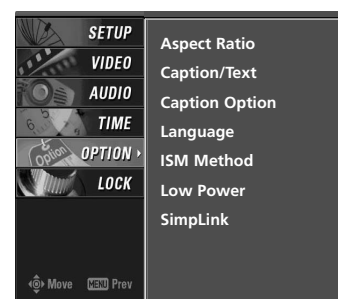 SETUP
VIDEO
AUDIO
TIME
OPTION
LOCK
Move MENU Prev
Aspect Ratio
Caption/Text
Caption Option
Language
ISM Method
Low Power
SimpLink